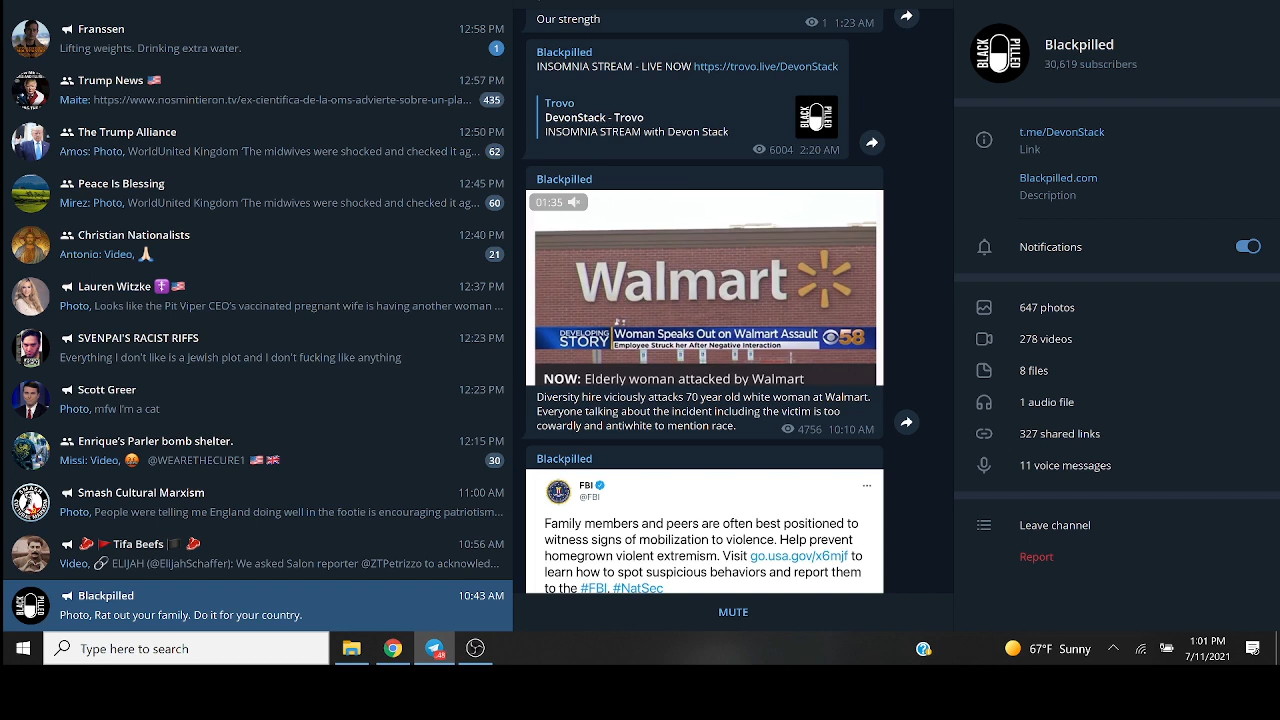 Franssen
12:58 PM
Lifting weights. Drinking extra water.
1
Trump News
12:57 PM
Maite: https://www.nosmintieron.tv/ex-cientifica-de-la-oms-advierte-sobre-un-pla...
435
The Trump Alliance
12:50 PM
Amos: Photo, WorldUnited Kingdom 'The midwives were shocked and checked it ag...
62
Peace Is Blessing
12:45 PM
Mirez: Photo, WorldUnited Kingdom 'The midwives were shocked and checked it ag...
60
Christian Nationalists
12:40 PM
Antonio: Video, 🙏
21
Lauren Witzke ✝️🇺🇸
12:37 PM
Photo, Looks like the Pit Viper CEO's vaccinated pregnant wife is having another woman ...
SVENPAI'S RACIST RIFFS
12:23 PM
Everything I don't like is a jewish plot and I don't fucking like anything
Scott Greer
12:23 PM
Photo, mfw I'm a cat
Enrique's Parler bomb shelter.
12:15 PM
Missi: Video, 🤬 @WEARETHECURE1 🇺🇸 🇬🇧
30
Smash Cultural Marxism
11:00 AM
Photo, People were telling me England doing well in the footie is encouraging patriotism...
Tifa Beefs
10:56 AM
Video, 🔗 ELIJAH (@ElijahSchaffer): We asked Salon reporter @ZTPetrizzo to acknowled...
Blackpilled
10:43 AM
Photo, Rat out your family. Do it for your country.
Our strength
1 1:23 AM
Blackpilled
INSOMNIA STREAM - LIVE NOW https://trovo.live/DevonStack
Trovo
DevonStack - Trovo
INSOMNIA STREAM with Devon Stack
BLACK PILLED
6004 2:20 AM
Blackpilled
01:35
Walmart
DEVELOPING STORY
Woman Speaks Out on Walmart Assault
Employee Struck her After Negative Interaction
58
NOW: Elderly woman attacked by Walmart
Diversity hire viciously attacks 70 year old white woman at Walmart.
Everyone talking about the incident including the victim is too
cowardly and antiwhite to mention race.
4756 10:10 AM
Blackpilled
FBI
@FBI
Family members and peers are often best positioned to
witness signs of mobilization to violence. Help prevent
homegrown violent extremism. Visit go.usa.gov/x6mjf to
learn how to spot suspicious behaviors and report them
to the #FBI. #NatSec
MUTE
BLACK PILLED
Blackpilled
30,619 subscribers
t.me/DevonStack
Link
Blackpilled.com
Description
Notifications
647 photos
278 videos
8 files
1 audio file
327 shared links
11 voice messages
Leave channel
Report
Type here to search
48
67°F Sunny
1:01 PM
7/11/2021